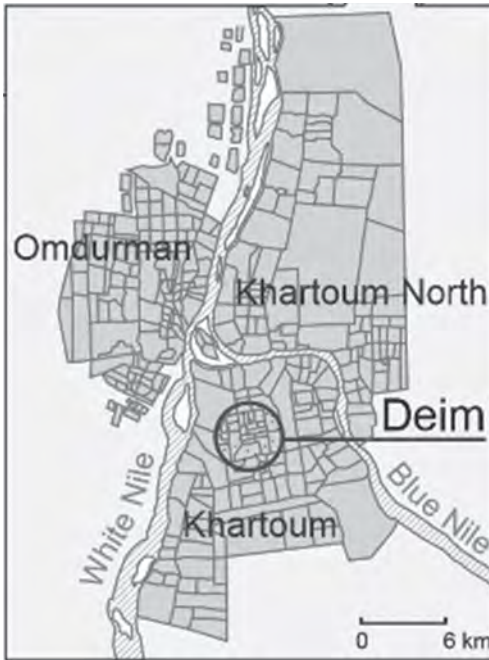 Omdurman
Khartoum North
Deim
White Nile
Blue Nile
Khartoum
0 6 km